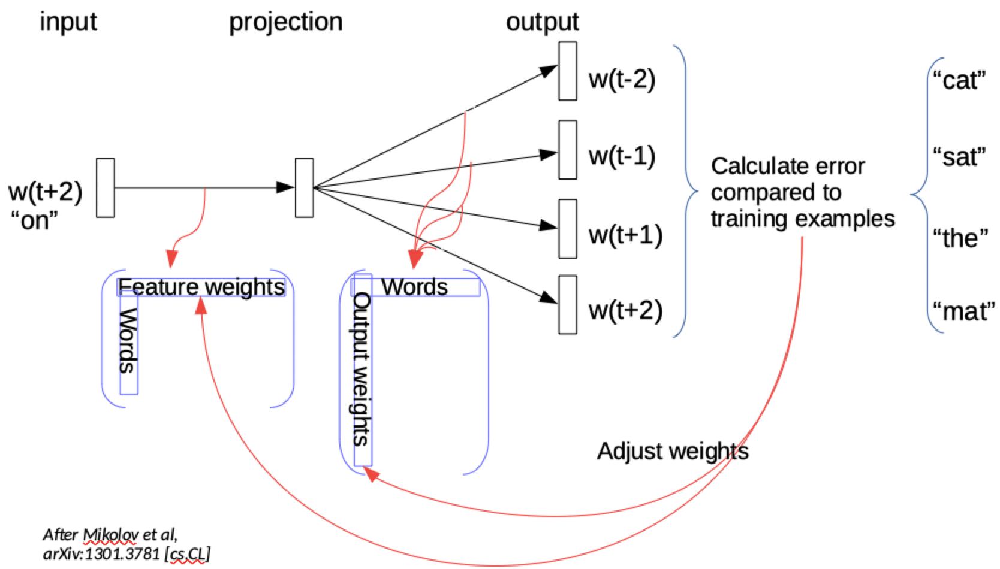 input
projection
output
w(t-2)
“cat”
w(t-1)
“sat”
w(t+2)
“on”
Calculate error
compared to
training examples
w(t+1)
“the”
w(t+2)
“mat”
Feature weights
Words
Words
Output weights
Adjust weights
After Mikolov et al,
arXiv:1301.3781 [cs.CL]